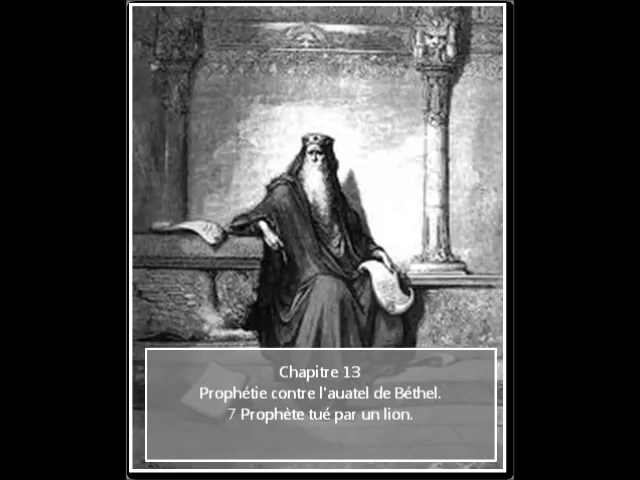 Chapitre 13
Prophétie contre l'auatel de Béthel.
7 Prophète tué par un lion.